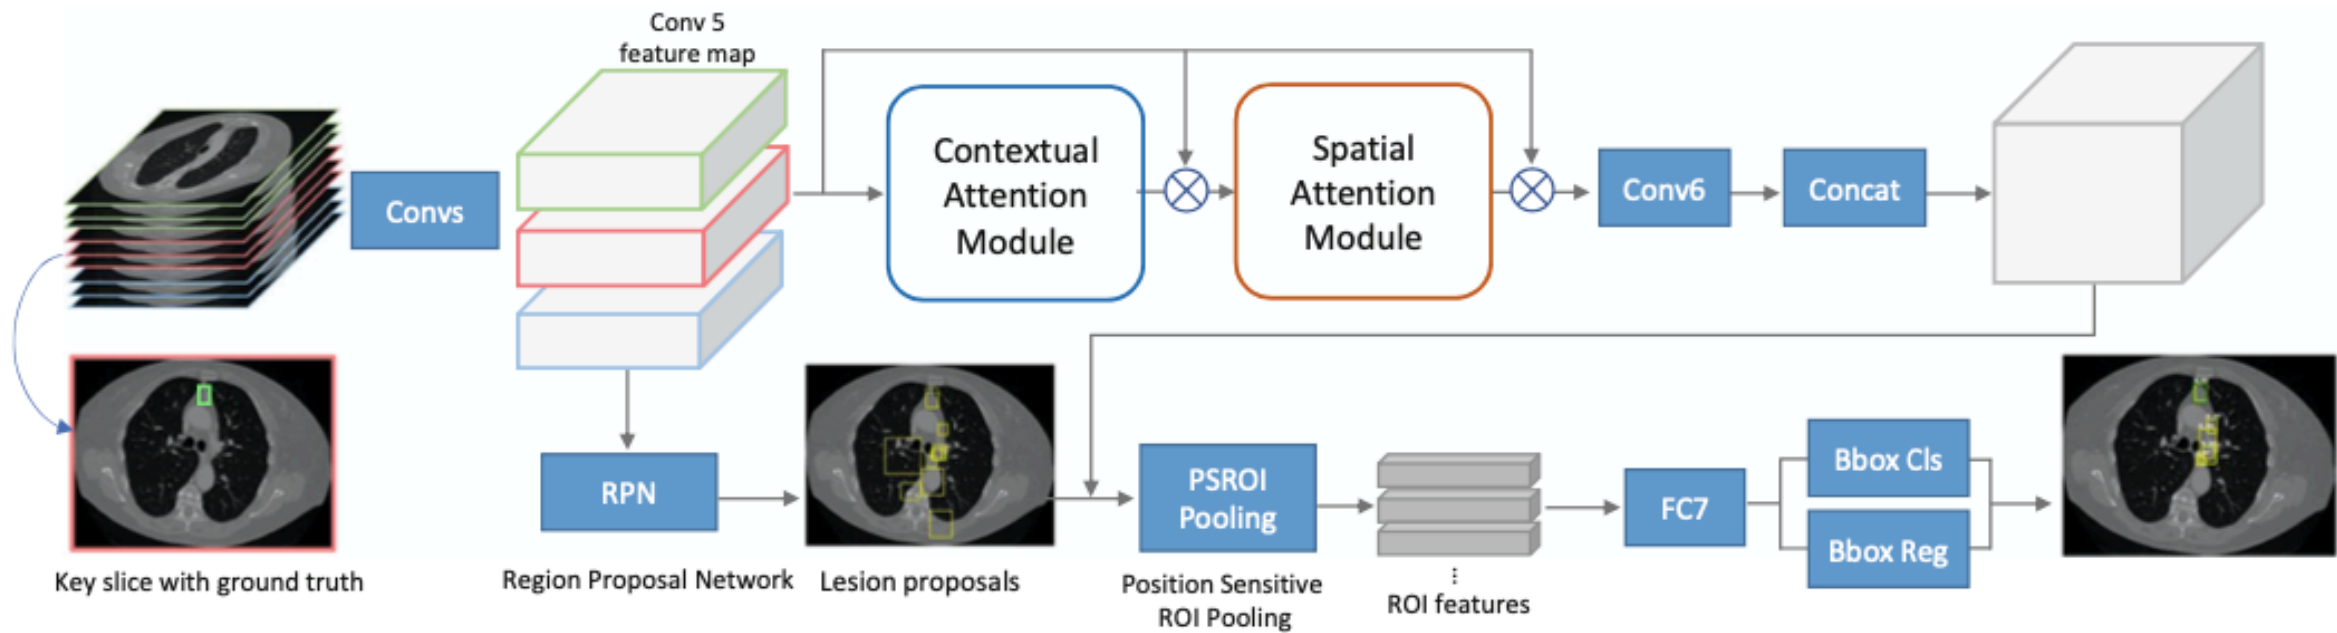 Conv 5
feature map
Convs
Contextual
Attention
Module
Spatial
Attention
Module
Conv6
Concat
Key slice with ground truth
RPN
Region Proposal Network
Lesion proposals
PSROI
Pooling
Position Sensitive
ROI Pooling
ROI features
FC7
Bbox Cls
Bbox Reg